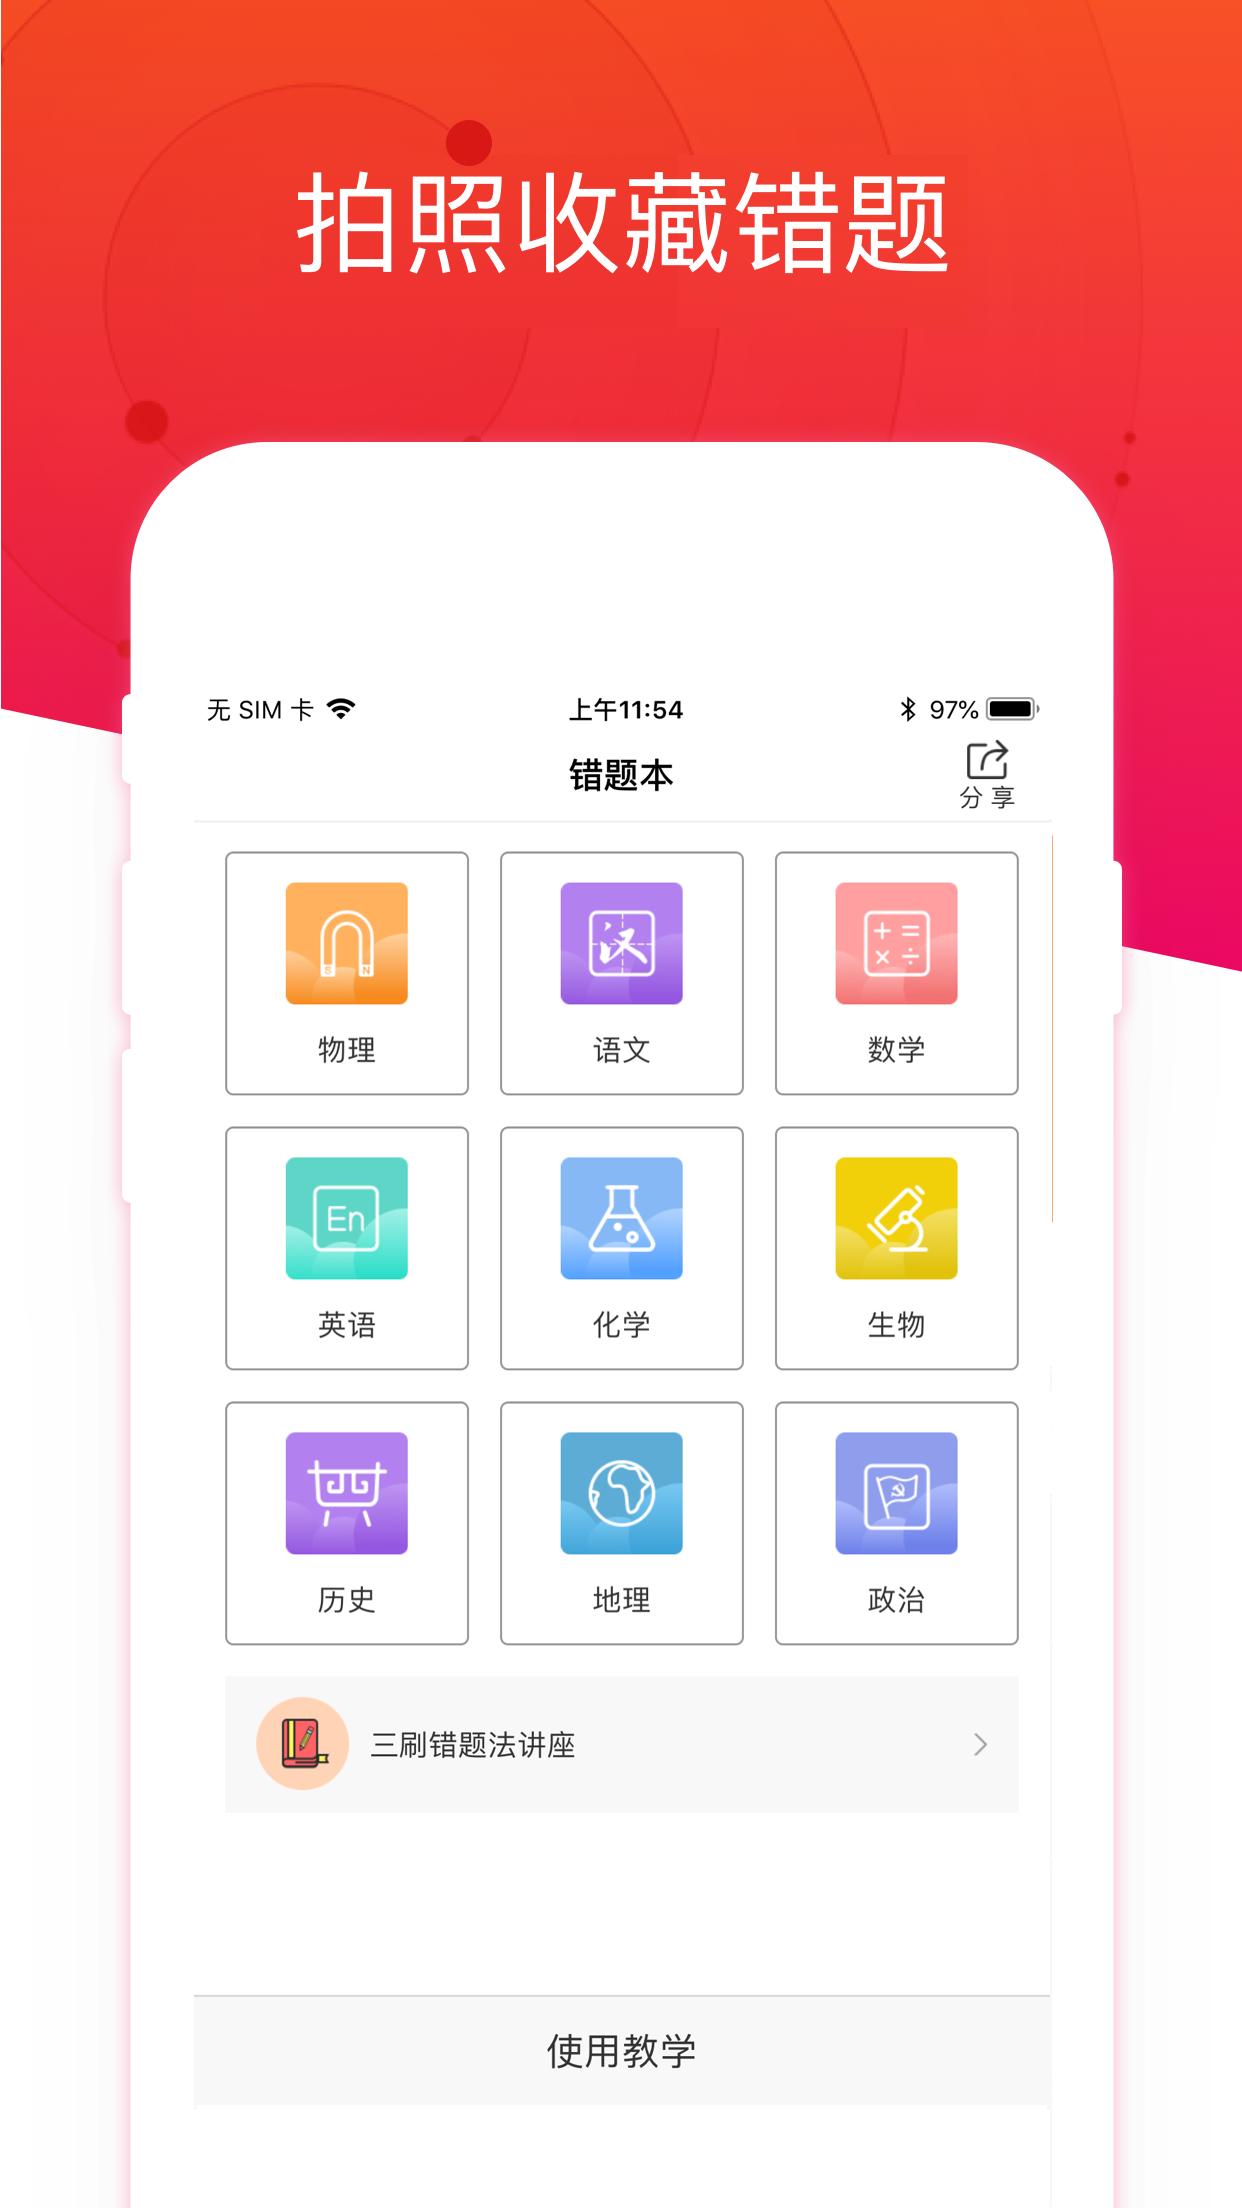 拍照收藏错题
无 SIM 卡 上午11:54 97%
错题本
分 享
S N 汉
物理 语文 数学
En
英语 化学 生物
历史 地理 政治
三刷错题法讲座
使用教学